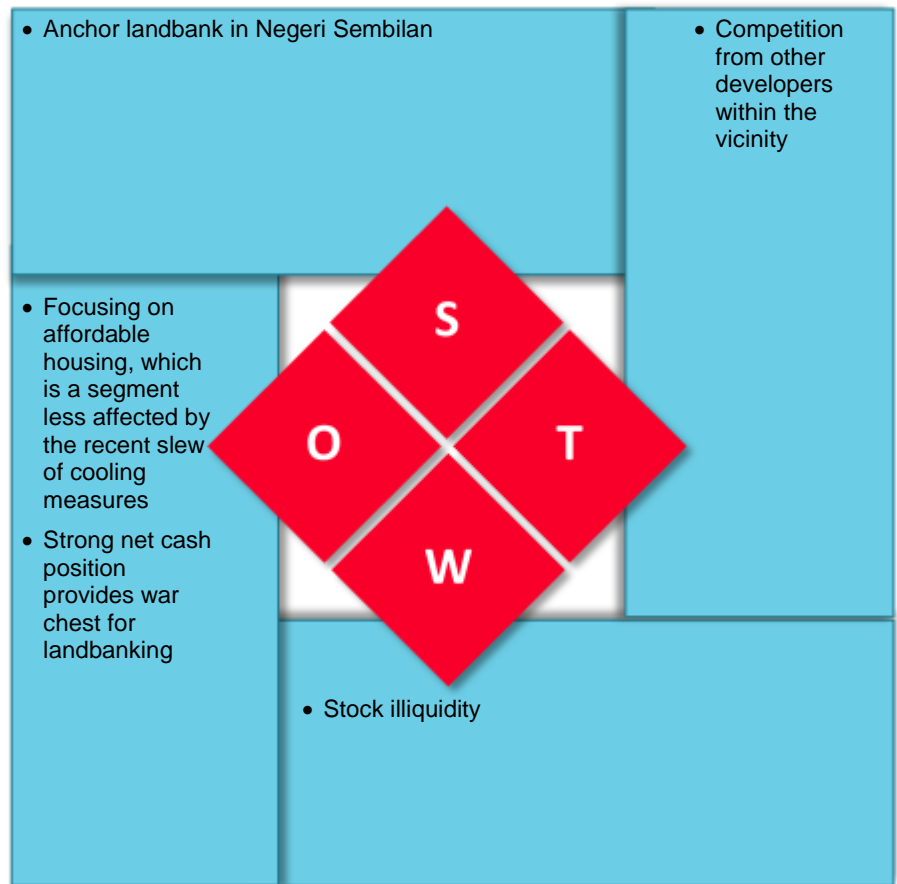 • Anchor landbank in Negeri Sembilan
• Competition
from other
developers
within the
vicinity
• Focusing on
affordable
housing, which
is a segment
less affected by
the recent slew
of cooling
measures
• Strong net cash
position
provides war
chest for
landbanking
S
O
T
W
• Stock illiquidity